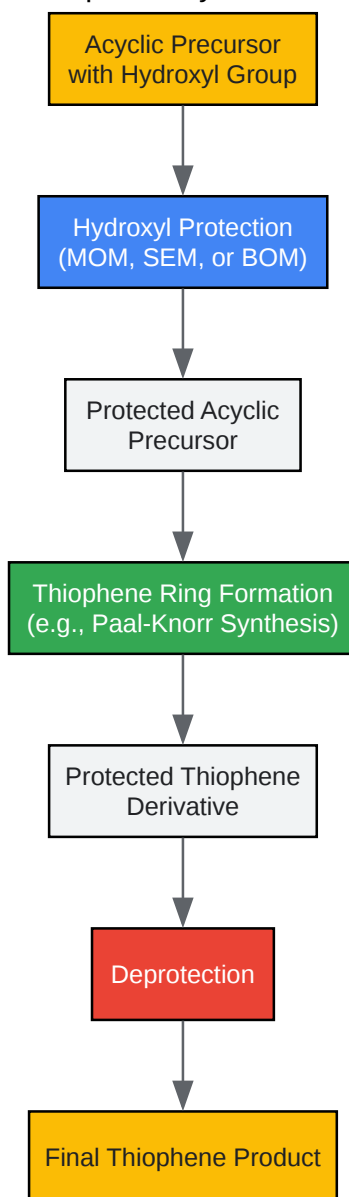 Acyclic Precursor
with Hydroxyl Group
Hydroxyl Protection
(MOM, SEM, or BOM)
Protected Acyclic
Precursor
Thiophene Ring Formation
(e.g., Paal-Knorr Synthesis)
Protected Thiophene
Derivative
Deprotection
Final Thiophene Product